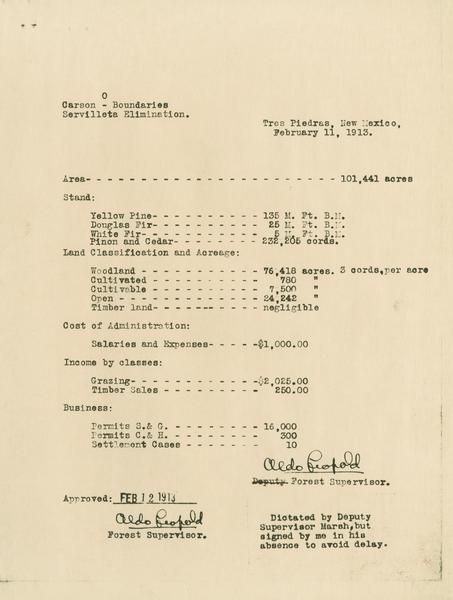 O
Carson - Boundaries
Servilleta Elimination.
Tres Piedras, New Mexico,
February 11, 1913.
Area- - - - - - - - - - - - - - - - - - - - - - - - 101,441 acres
Stand:
Yellow Pine- - - - - - - - - - 135 M. Ft. B.M.
Douglas Fir- - - - - - - - - - 25 M. Ft. B.M.
White Fir- - - - - - - - - - - 5 M. Ft. B.M.
Pinon and Cedar- - - - - - - - 232,205 cords.
Land Classification and Acreage:
Woodland - - - - - - - - - - - 76,418 acres. 3 cords,per acre
Cultivated - - - - - - - - - - 780 "
Cultivable - - - - - - - - - - 7,500 "
Open - - - - - - - - - - - - - 24,242 "
Timber land- - - - - - - - - - negligible
Cost of Administration:
Salaries and Expenses- - - - -$1,000.00
Income by classes:
Grazing- - - - - - - - - - - -$2,025.00
Timber Sales - - - - - - - - - 250.00
Business:
Permits S.& G. - - - - - - - - 16,000
Permits C.& H. - - - - - - - - 300
Settlement Cases - - - - - - - 10
Aldo Leopold
Deputy Forest Supervisor.
Approved: FEB 12 1913
Aldo Leopold
Forest Supervisor.
Dictated by Deputy
Supervisor Marsh,but
signed by me in his
absence to avoid delay.